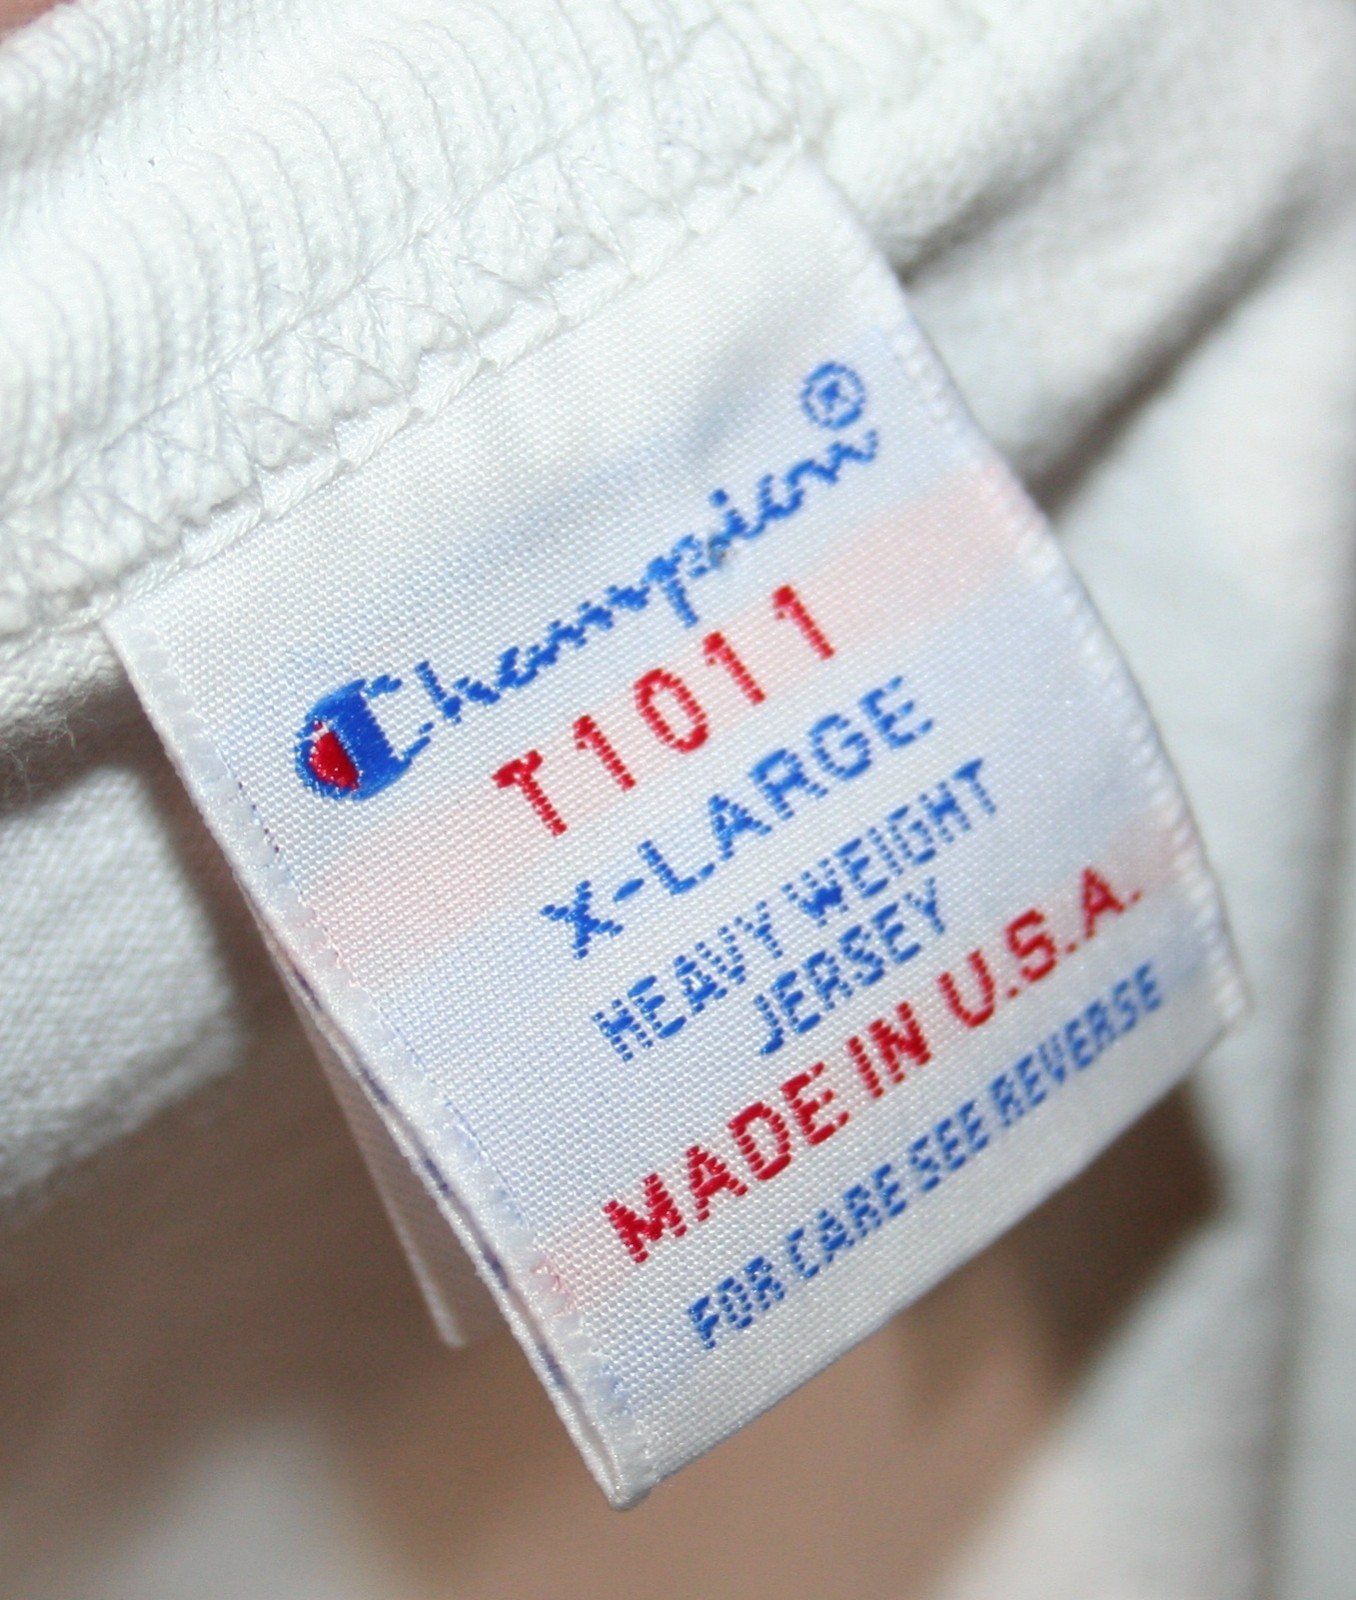 Champion®
T1011
X-LARGE
HEAVY WEIGHT
JERSEY
MADE IN U.S.A.
FOR CARE SEE REVERSE